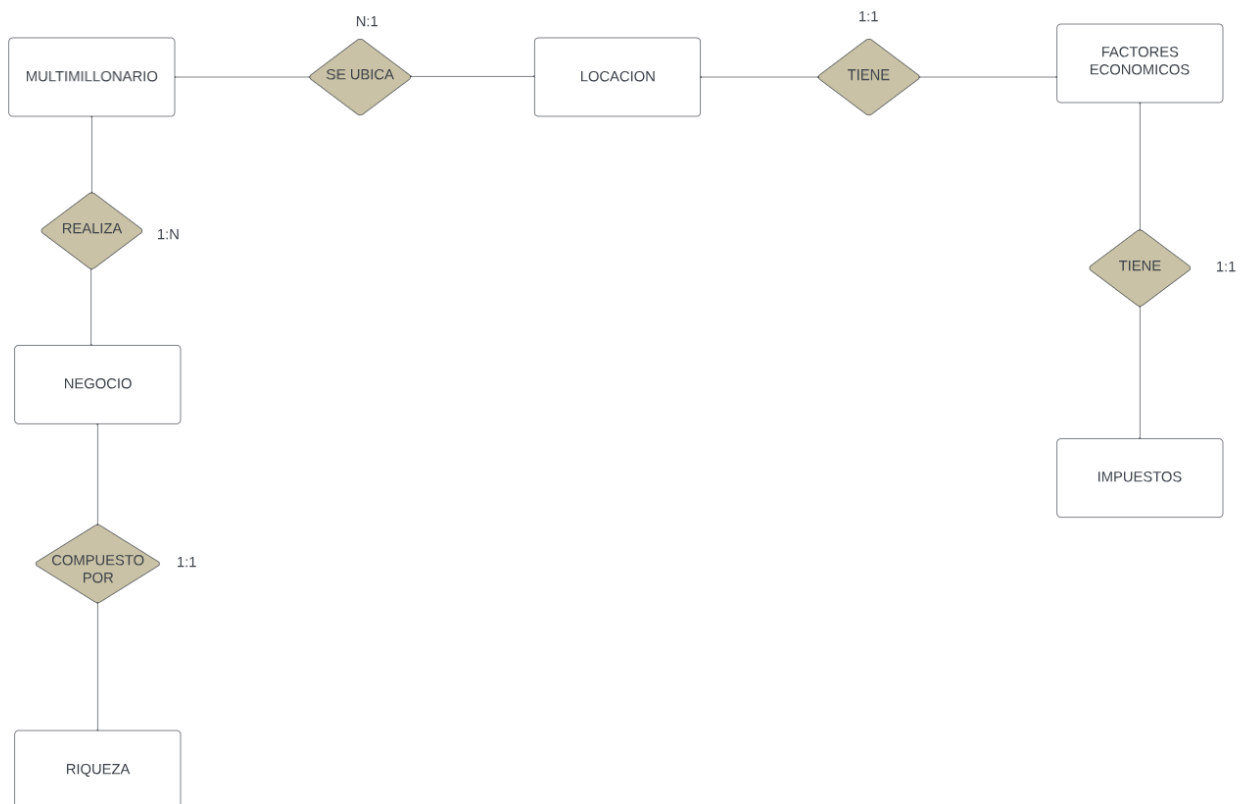 N:1
1:1
MULTIMILLONARIO
SE UBICA
LOCACION
TIENE
FACTORES
ECONOMICOS
REALIZA
1:N
TIENE
1:1
NEGOCIO
IMPUESTOS
COMPUESTO
POR
1:1
RIQUEZA